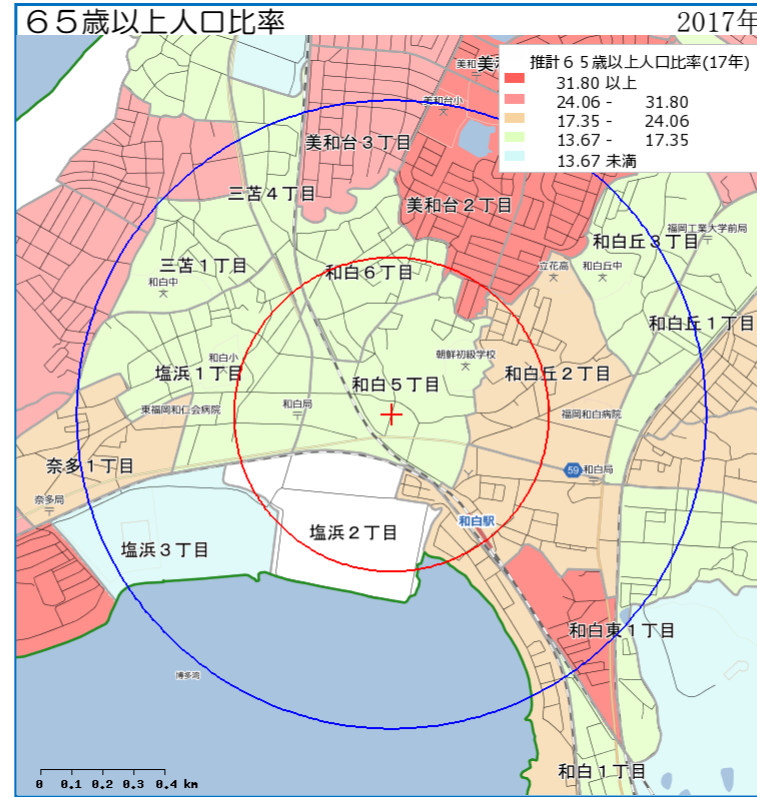 ６５歳以上人口比率
2017年
推計６５歳以上人口比率(17年)
31.80 以上
24.06 - 31.80
17.35 - 24.06
13.67 - 17.35
13.67 未満
美和台小
美和台３丁目
三苫４丁目
美和台２丁目
福岡工業大学前局
和白丘３丁目
三苫１丁目
和白６丁目
立花高
和白丘中
和白中
和白丘１丁目
朝鮮初級学校
和白小
塩浜１丁目
和白５丁目
和白丘２丁目
東福岡和仁会病院
和白局
福岡和白病院
奈多１丁目
59
和白局
奈多局
和白駅
塩浜２丁目
塩浜３丁目
和白東１丁目
博多湾
和白１丁目
0 0.1 0.2 0.3 0.4 km